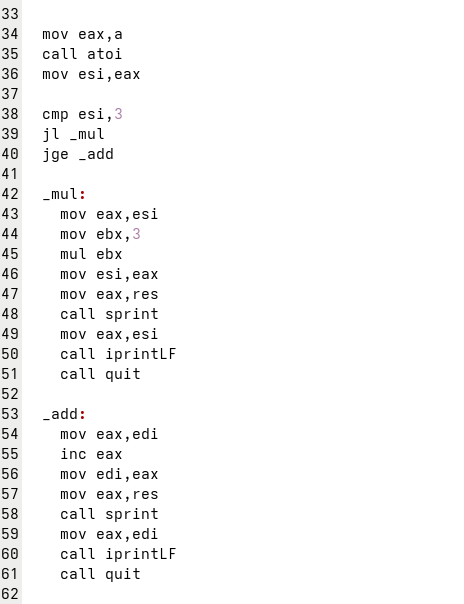 33
34 mov eax,a
35 call atoi
36 mov esi,eax
37
38 cmp esi,3
39 jl _mul
40 jge _add
41
42 _mul:
43 mov eax,esi
44 mov ebx,3
45 mul ebx
46 mov esi,eax
47 mov eax,res
48 call sprint
49 mov eax,esi
50 call iprintLF
51 call quit
52
53 _add:
54 mov eax,edi
55 inc eax
56 mov edi,eax
57 mov eax,res
58 call sprint
59 mov eax,edi
60 call iprintLF
61 call quit
62